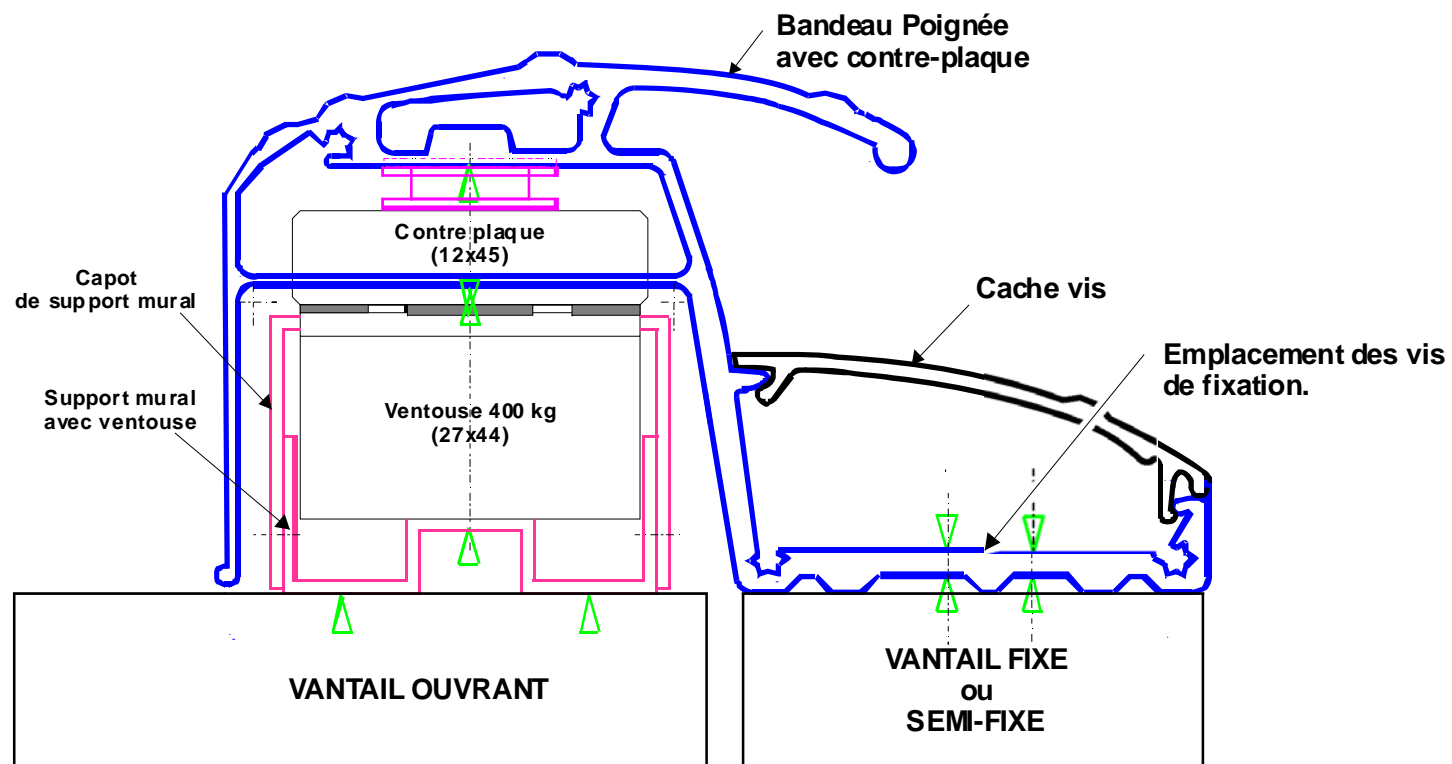 Bandeau Poignée
avec contre-plaque
Contre plaque
(12x45)
Capot
de support mural
Cache vis
Emplacement des vis
de fixation.
Support mural
avec ventouse
Ventouse 400 kg
(27x44)
VANTAIL OUVRANT
VANTAIL FIXE
ou
SEMI-FIXE